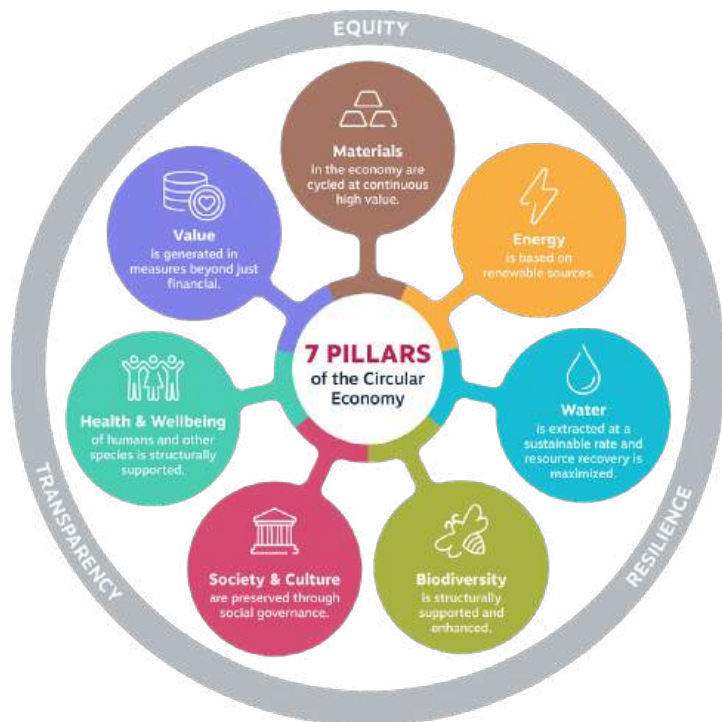 EQUITY
Materials
in the economy are
cycled at continuous
high value.
Energy
is based on
renewable sources.
Water
is extracted at a
sustainable rate and
resource recovery is
maximized.
Biodiversity
is structurally
supported and
enhanced.
Society & Culture
are preserved through
social governance.
Health & Wellbeing
of humans and other
species is structurally
supported.
Value
is generated in
measures beyond just
financial.
7 PILLARS
of the Circular
Economy
RESILIENCE
TRANSPARENCY